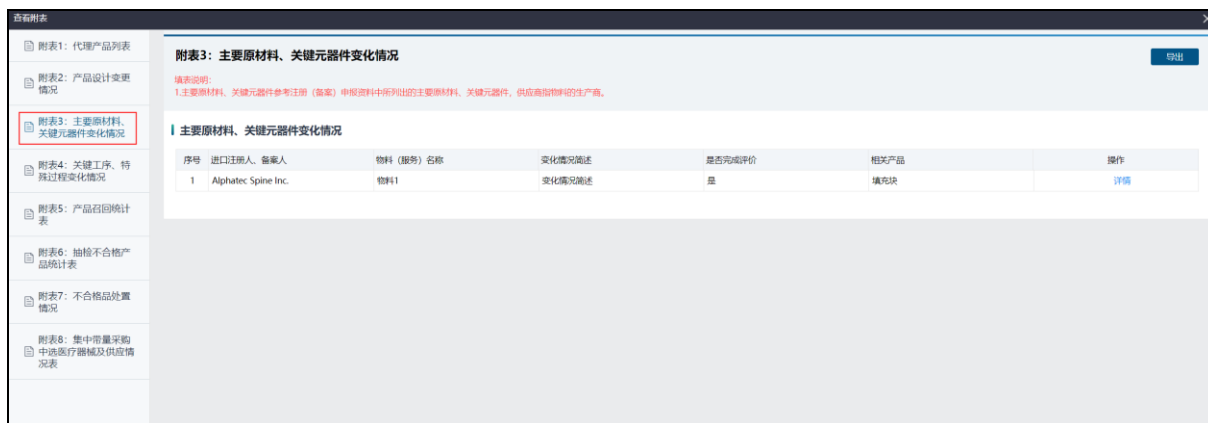 查看附表
附表1：代理产品列表
附表2：产品设计变更
情况
附表3：主要原材料、
关键元器件变化情况
附表4：关键工序、特
殊过程变化情况
附表5：产品召回统计
表
附表6：抽检不合格产
品统计表
附表7：不合格品处置
情况
附表8：集中带量采购
中选医疗器械及供应情
况表
附表3：主要原材料、关键元器件变化情况
导出
填表说明：
1.主要原材料、关键元器件参考注册（备案）申报资料中所列出的主要原材料、关键元器件，供应商指物料的生产商。
主要原材料、关键元器件变化情况
序号 进口注册人、备案人 物料（服务）名称 变化情况简述 是否完成评价 相关产品 操作
1 Alphatec Spine Inc. 物料1 变化情况简述 是 填充块 详情